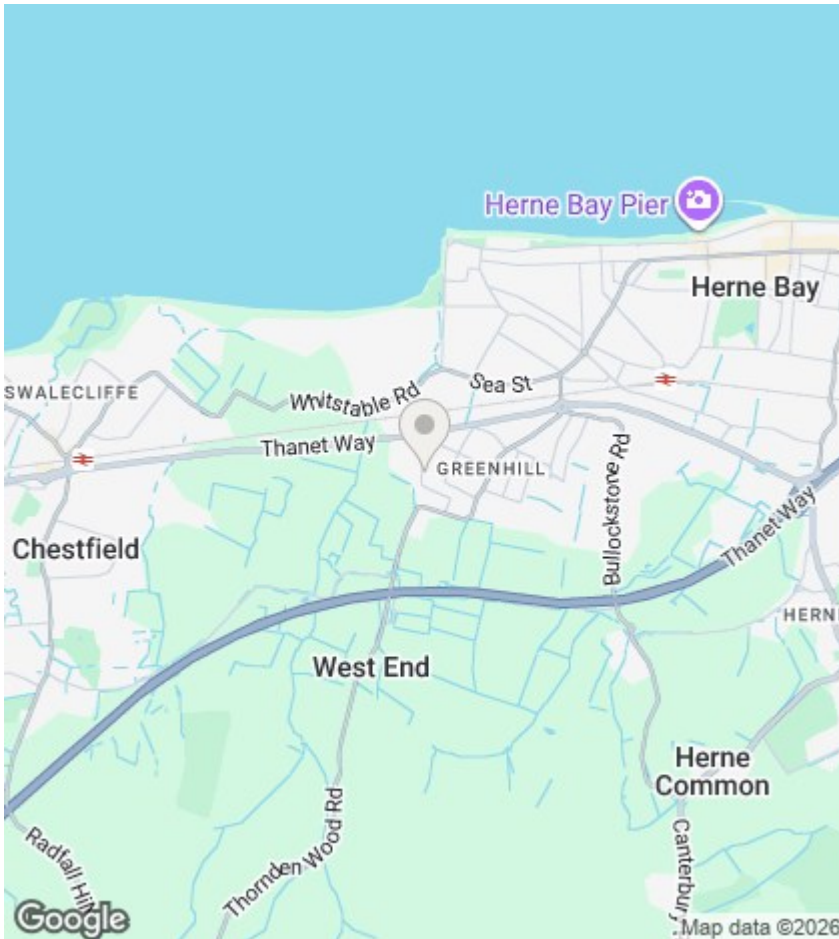 Herne Bay Pier
Herne Bay
SWALECLIFFE
Whitstable Rd
Sea St
Thanet Way
GREENHILL
Bullockstone Rd
Thanet Way
Chestfield
HERN
West End
Herne
Common
Thornden Wood Rd
Radfall Hill
Canterbury
Google
Map data ©2026